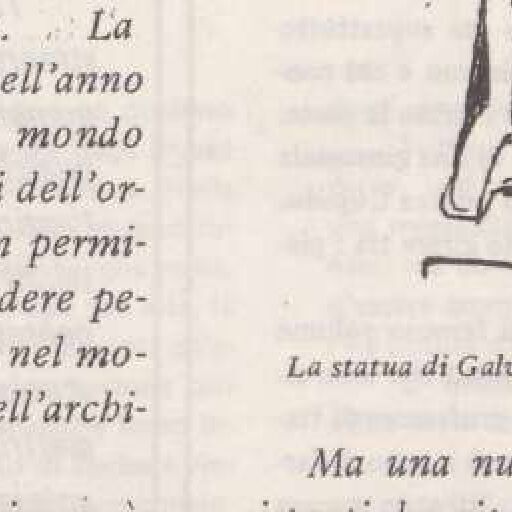 La
ell'anno
mondo
i dell'or-
permi-
dere pe-
nel mo-
ell'archi-
La statua di Galv
Ma una nu